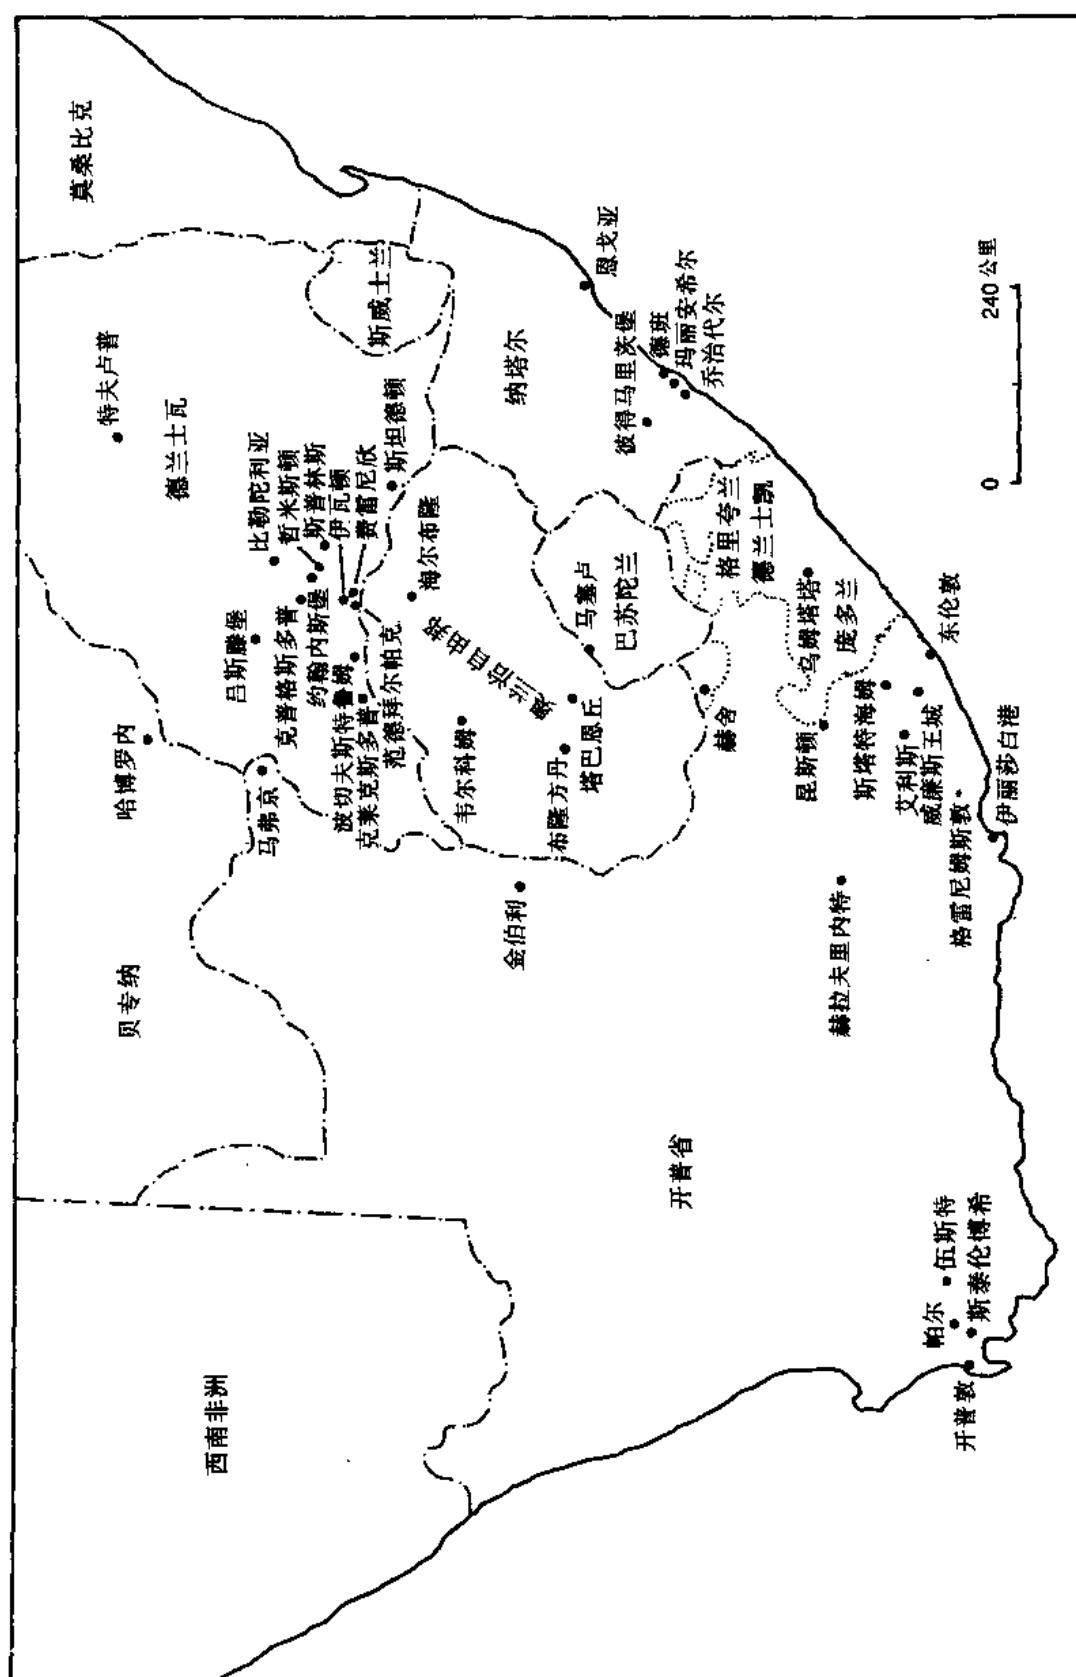 莫桑比克
特夫卢普
德兰士瓦
斯威士兰
比勒陀利亚
哲米斯顿
斯普林斯
伊瓦顿
费雷尼欣
斯坦德顿
吕斯滕堡
克普格斯多普
约翰内斯堡
波切夫斯特鲁姆
克莱克斯多普
范德拜尔帕克
海尔布隆
哈博罗内
马弗京
贝专纳
西南非洲
纳塔尔
恩戈亚
彼得马里茨堡
德班
玛丽安希尔
乔治代尔
奥兰治自由邦
韦尔科姆
布隆方丹
塔巴恩丘
马塞卢
巴苏陀兰
格里夸兰
德兰士凯
金伯利
赫舍
乌姆塔塔
庞多兰
昆斯顿
斯塔特海姆
艾利斯
威廉斯王城
东伦敦
格雷尼姆斯敦
伊丽莎白港
赫拉夫里内特
开普省
伍斯特
帕尔
斯泰伦博希
开普敦
0 240 公里